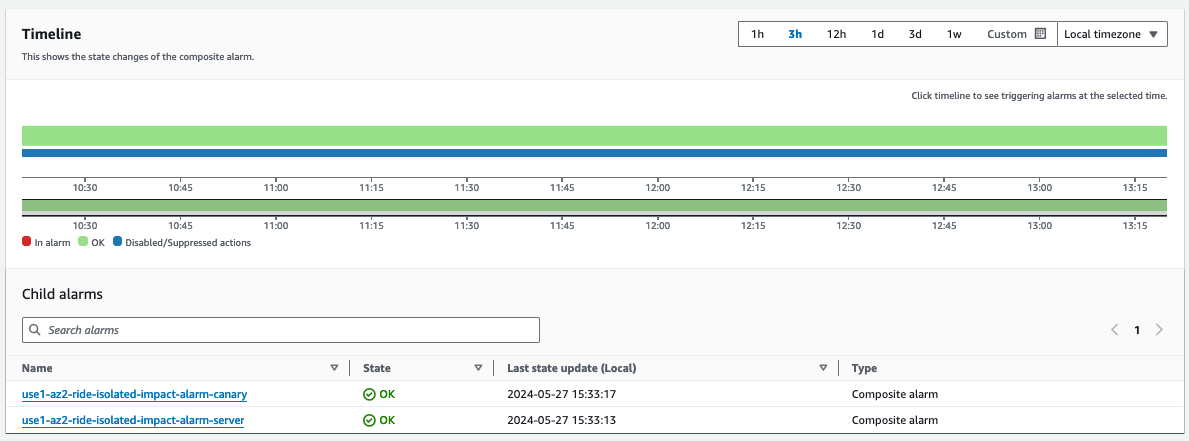 Timeline
This shows the state changes of the composite alarm.
1h 3h 12h 1d 3d 1w Custom Local timezone
Click timeline to see triggering alarms at the selected time.
10:30 10:45 11:00 11:15 11:30 11:45 12:00 12:15 12:30 12:45 13:00 13:15
10:30 10:45 11:00 11:15 11:30 11:45 12:00 12:15 12:30 12:45 13:00 13:15
In alarm OK Disabled/Suppressed actions
Child alarms
Search alarms
1
Name State Last state update (Local) Type
use1-az2-ride-isolated-impact-alarm-canary OK 2024-05-27 15:33:17 Composite alarm
use1-az2-ride-isolated-impact-alarm-server OK 2024-05-27 15:33:13 Composite alarm